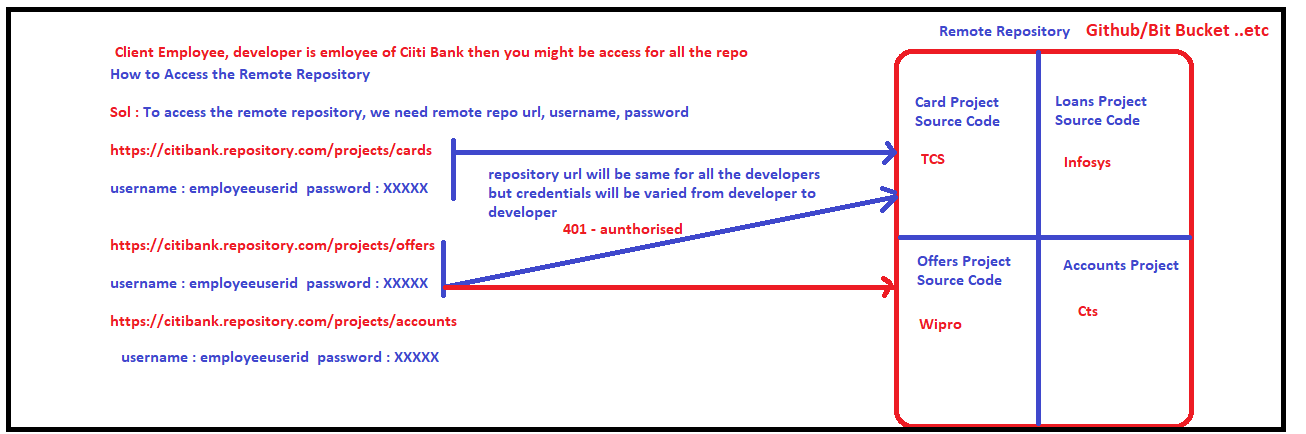 Remote Repository Github/Bit Bucket ..etc
Client Employee, developer is emloyee of Ciiti Bank then you might be access for all the repo
How to Access the Remote Repository
Sol : To access the remote repository, we need remote repo url, username, password
https://citibank.repository.com/projects/cards
username : employeeuserid password : XXXXX
repository url will be same for all the developers
but credentials will be varied from developer to
developer
401 - aunthorised
https://citibank.repository.com/projects/offers
username : employeeuserid password : XXXXX
https://citibank.repository.com/projects/accounts
username : employeeuserid password : XXXXX
Card Project
Source Code
TCS
Loans Project
Source Code
Infosys
Offers Project
Source Code
Wipro
Accounts Project
Cts